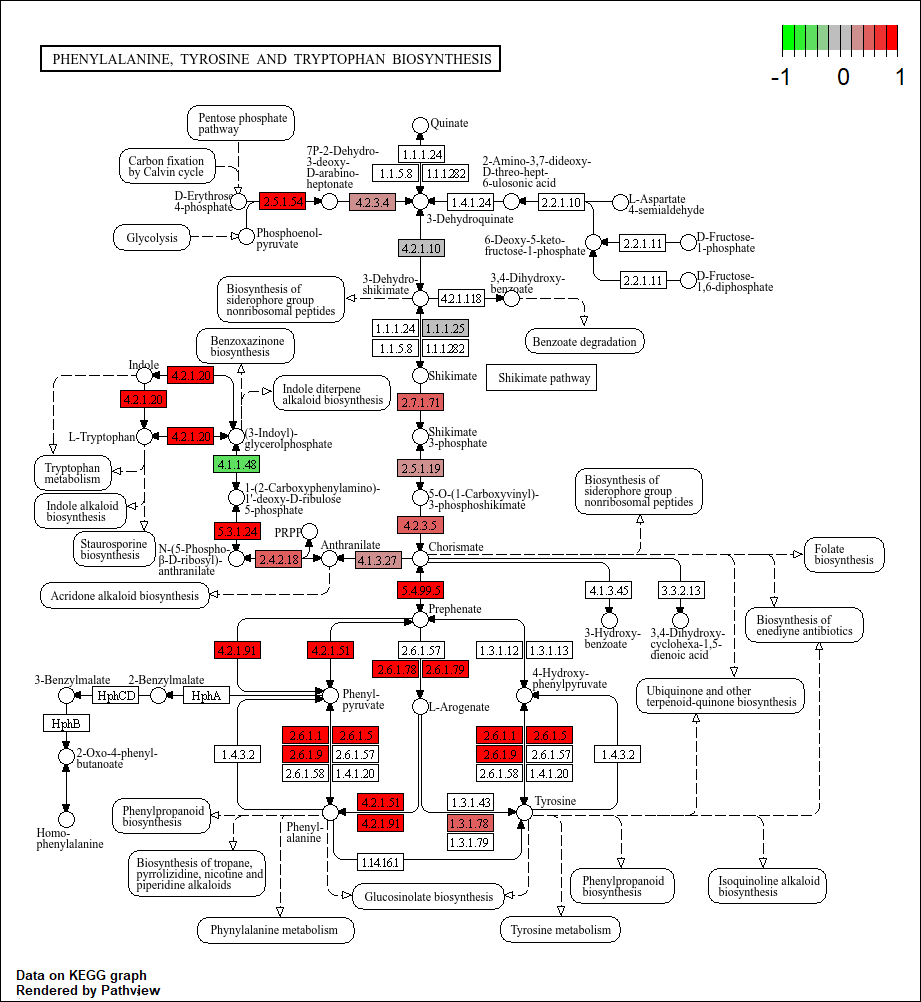 PHENYLALANINE, TYROSINE AND TRYPTOPHAN BIOSYNTHESIS
-1 0 1
Pentose phosphate
pathway
Carbon fixation
by Calvin cycle
D-Erythrose
4-phosphate
Glycolysis
Phosphoenol-
pyruvate
2.5.1.54
7P-2-Dehydro-
3-deoxy-
D-arabino-
heptonate
4.2.3.4
Quinate
1.1.1.24
1.1.5.8
1.1.1.282
3-Dehydroquinate
2-Amino-3,7-dideoxy-
D-threo-hept-
6-ulosonic acid
1.4.1.24
2.2.1.10
L-Aspartate
4-semialdehyde
6-Deoxy-5-keto-
fructose-1-phosphate
2.2.1.11
D-Fructose-
1-phosphate
2.2.1.11
D-Fructose-
1,6-diphosphate
4.2.1.10
3-Dehydro-
shikimate
4.2.1.118
3,4-Dihydroxy-
benzoate
Benzoate degradation
Biosynthesis of
siderophore group
nonribosomal peptides
1.1.1.24
1.1.1.25
1.1.5.8
1.1.1.282
Shikimate
Shikimate pathway
2.7.1.71
Shikimate
3-phosphate
2.5.1.19
5-O-(1-Carboxyvinyl)-
3-phosphoshikimate
4.2.3.5
Chorismate
Benzoxazinone
biosynthesis
Indole diterpene
alkaloid biosynthesis
Indole
4.2.1.20
4.2.1.20
L-Tryptophan
4.2.1.20
(3-Indoyl)-
glycerolphosphate
4.1.1.48
1-(2-Carboxyphenylamino)-
1'-deoxy-D-ribulose
5-phosphate
5.3.1.24
Tryptophan
metabolism
Indole alkaloid
biosynthesis
Staurosporine
biosynthesis
N-(5-Phospho-
β-D-ribosyl)-
anthranilate
2.4.2.18
PRPP
Anthranilate
4.1.3.27
Acridone alkaloid biosynthesis
Biosynthesis of
siderophore group
nonribosomal peptides
Folate
biosynthesis
4.1.3.45
3.3.2.13
3-Hydroxy-
benzoate
3,4-Dihydroxy-
cyclohexa-1,5-
dienoic acid
Biosynthesis of
enediyne antibiotics
Ubiquinone and other
terpenoid-quinone biosynthesis
5.4.99.5
Prephenate
4.2.1.91
4.2.1.51
2.6.1.57
2.6.1.78
2.6.1.79
1.3.1.12
1.3.1.13
3-Benzylmalate
2-Benzylmalate
HphCD
HphA
HphB
Phenyl-
pyruvate
L-Arogenate
4-Hydroxy-
phenylpyruvate
2-Oxo-4-phenyl-
butanoate
Homo-
phenylalanine
1.4.3.2
2.6.1.1
2.6.1.5
2.6.1.9
2.6.1.57
2.6.1.58
1.4.1.20
2.6.1.1
2.6.1.5
2.6.1.9
2.6.1.57
2.6.1.58
1.4.1.20
1.4.3.2
4.2.1.51
4.2.1.91
1.3.1.43
1.3.1.78
1.3.1.79
Tyrosine
Phenyl-
alanine
1.14.16.1
Phenylpropanoid
biosynthesis
Biosynthesis of tropane,
pyrrolizidine, nicotine and
piperidine alkaloids
Glucosinolate biosynthesis
Phenylpropanoid
biosynthesis
Isoquinoline alkaloid
biosynthesis
Phynylalanine metabolism
Tyrosine metabolism
Data on KEGG graph
Rendered by Pathview